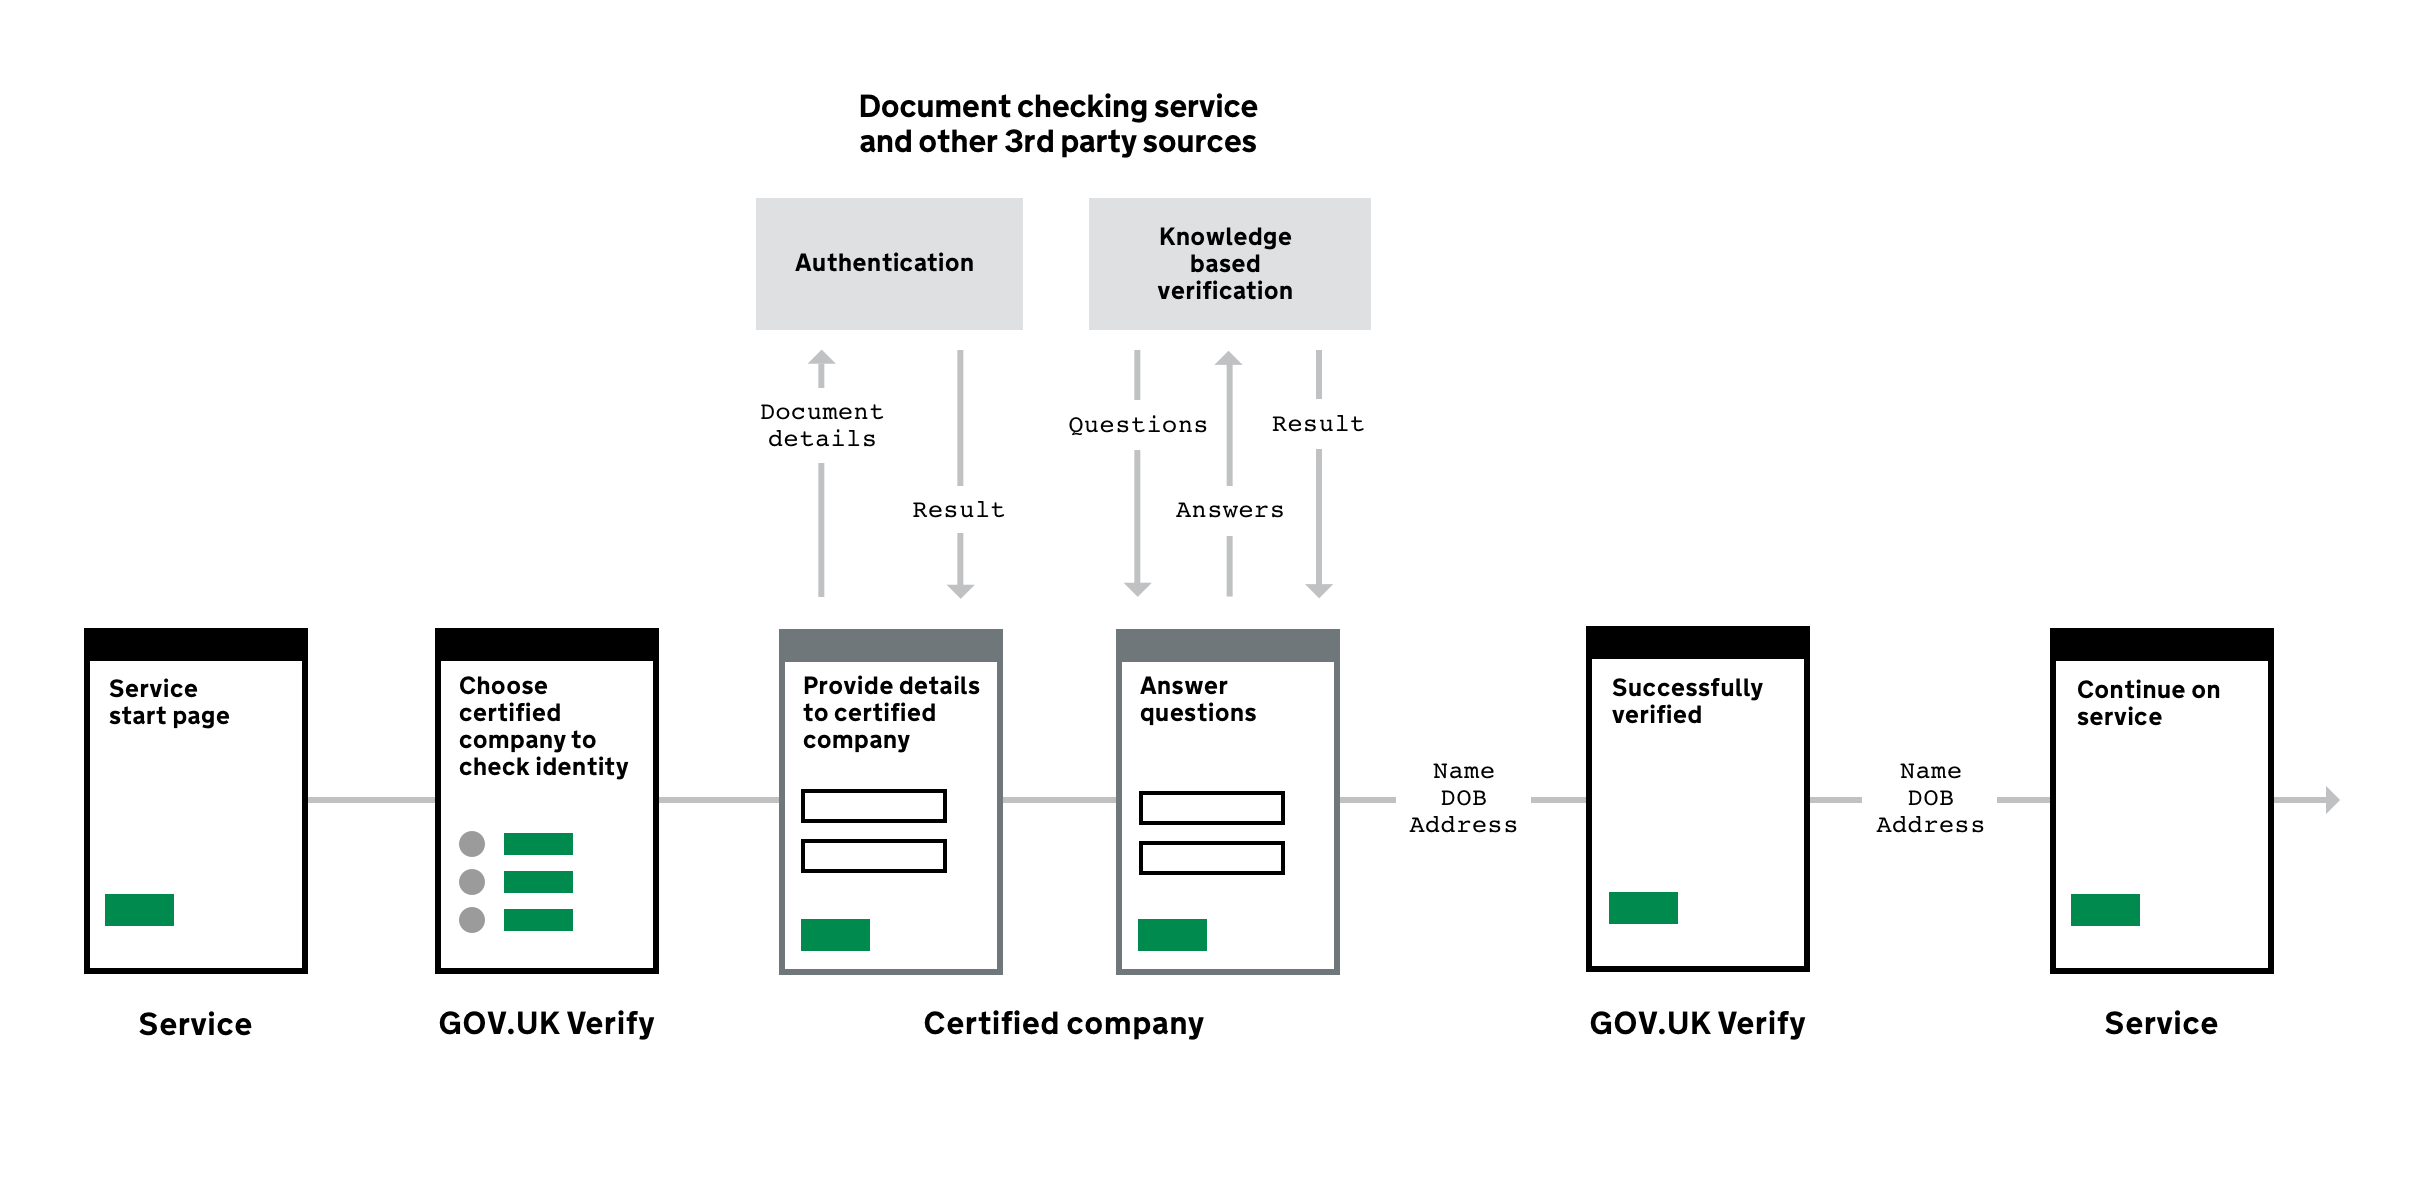 Document checking service
and other 3rd party sources
Authentication
Knowledge
based
verification
Document
details
Result
Questions
Answers
Result
Service
start page
Choose
certified
company to
check identity
Provide details
to certified
company
Answer
questions
Name
DOB
Address
Successfully
verified
Name
DOB
Address
Continue on
service
Service
GOV.UK Verify
Certified company
GOV.UK Verify
Service